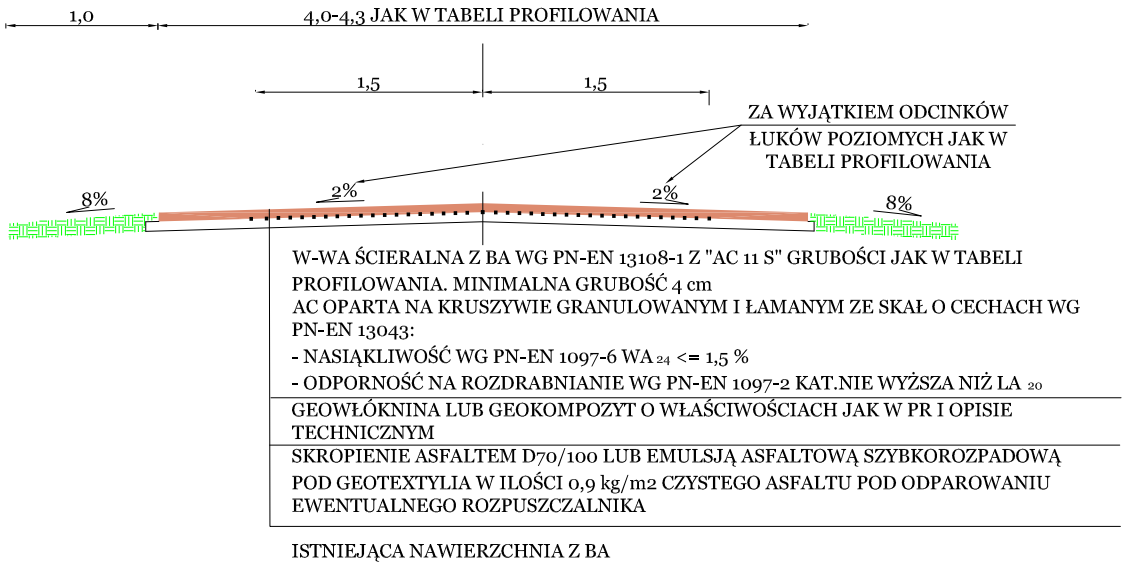 1,0
4,0-4,3 JAK W TABELI PROFILOWANIA
1,5
1,5
ZA WYJĄTKIEM ODCINKÓW
ŁUKÓW POZIOMYCH JAK W
TABELI PROFILOWANIA
8%
2%
2%
8%
W-WA ŚCIERALNA Z BA WG PN-EN 13108-1 Z "AC 11 S" GRUBOŚCI JAK W TABELI
PROFILOWANIA. MINIMALNA GRUBOŚĆ 4 cm
AC OPARTA NA KRUSZYWIE GRANULOWANYM I ŁAMANYM ZE SKAŁ O CECHACH WG
PN-EN 13043:
- NASIĄKLIWOŚĆ WG PN-EN 1097-6 WA 24 <= 1,5 %
- ODPORNOŚĆ NA ROZDRABNIANIE WG PN-EN 1097-2 KAT.NIE WYŻSZA NIŻ LA 20
GEOWŁÓKNINA LUB GEOKOMPOZYT O WŁAŚCIWOŚCIACH JAK W PR I OPISIE
TECHNICZNYM
SKROPIENIE ASFALTEM D70/100 LUB EMULSJĄ ASFALTOWĄ SZYBKOROZPADOWĄ
POD GEOTEXTYLIA W ILOŚCI 0,9 kg/m2 CZYSTEGO ASFALTU POD ODPAROWANIU
EWENTUALNEGO ROZPUSZCZALNIKA
ISTNIEJĄCA NAWIERZCHNIA Z BA